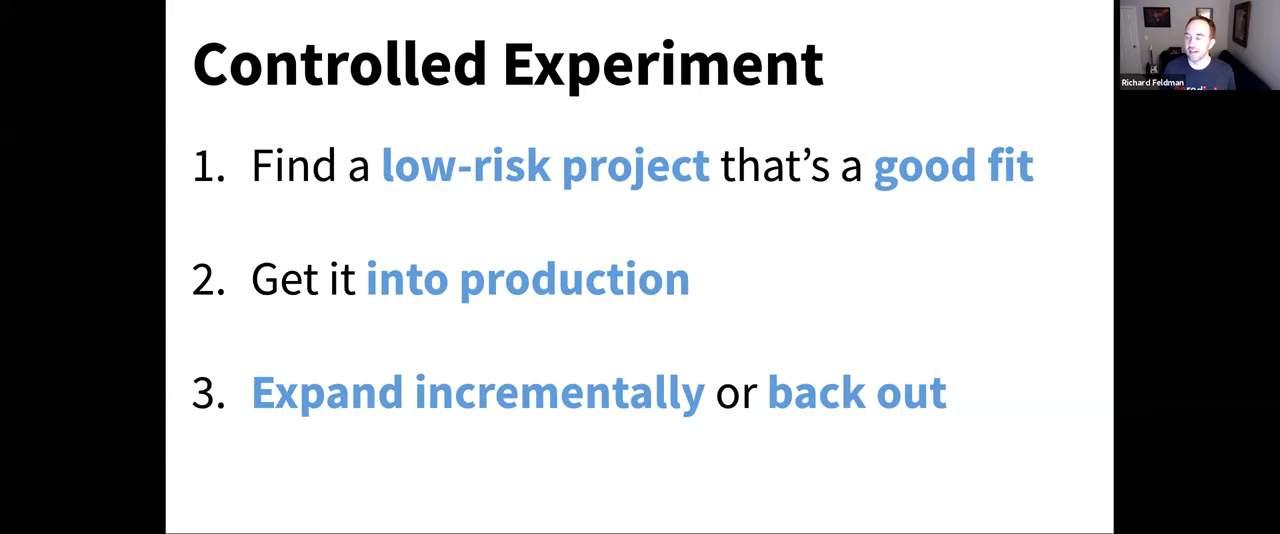 Controlled Experiment
1. Find a low-risk project that’s a good fit
2. Get it into production
3. Expand incrementally or back out
Richard Feldman